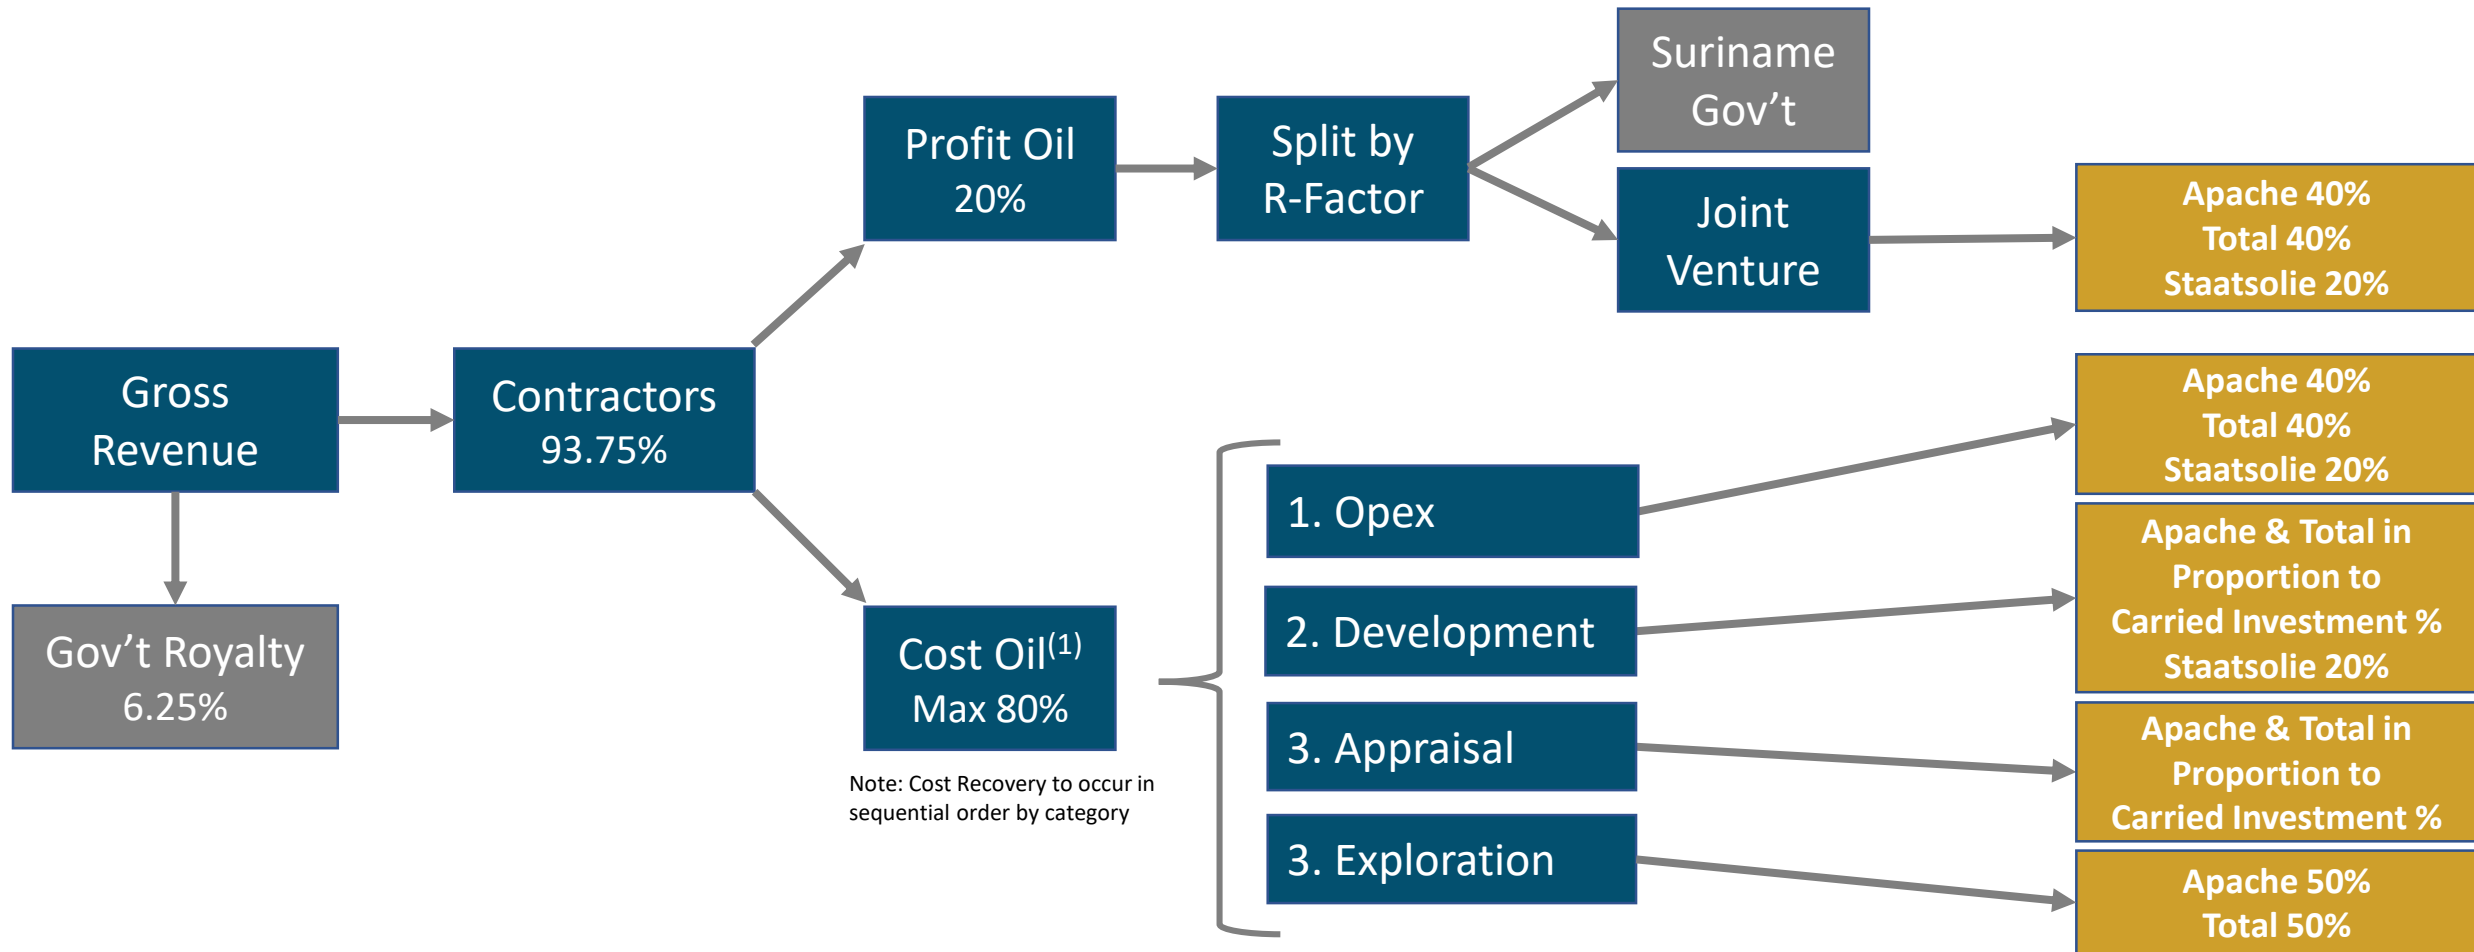 Suriname
Gov’t
Profit Oil
20%
Split by
R-Factor
Joint
Venture
Apache 40%
Total 40%
Staatsolie 20%
Gross
Revenue
Contractors
93.75%
Gov’t Royalty
6.25%
Cost Oil(1)
Max 80%
Note: Cost Recovery to occur in
sequential order by category
1. Opex
2. Development
3. Appraisal
3. Exploration
Apache 40%
Total 40%
Staatsolie 20%
Apache & Total in
Proportion to
Carried Investment %
Staatsolie 20%
Apache & Total in
Proportion to
Carried Investment %
Apache 50%
Total 50%